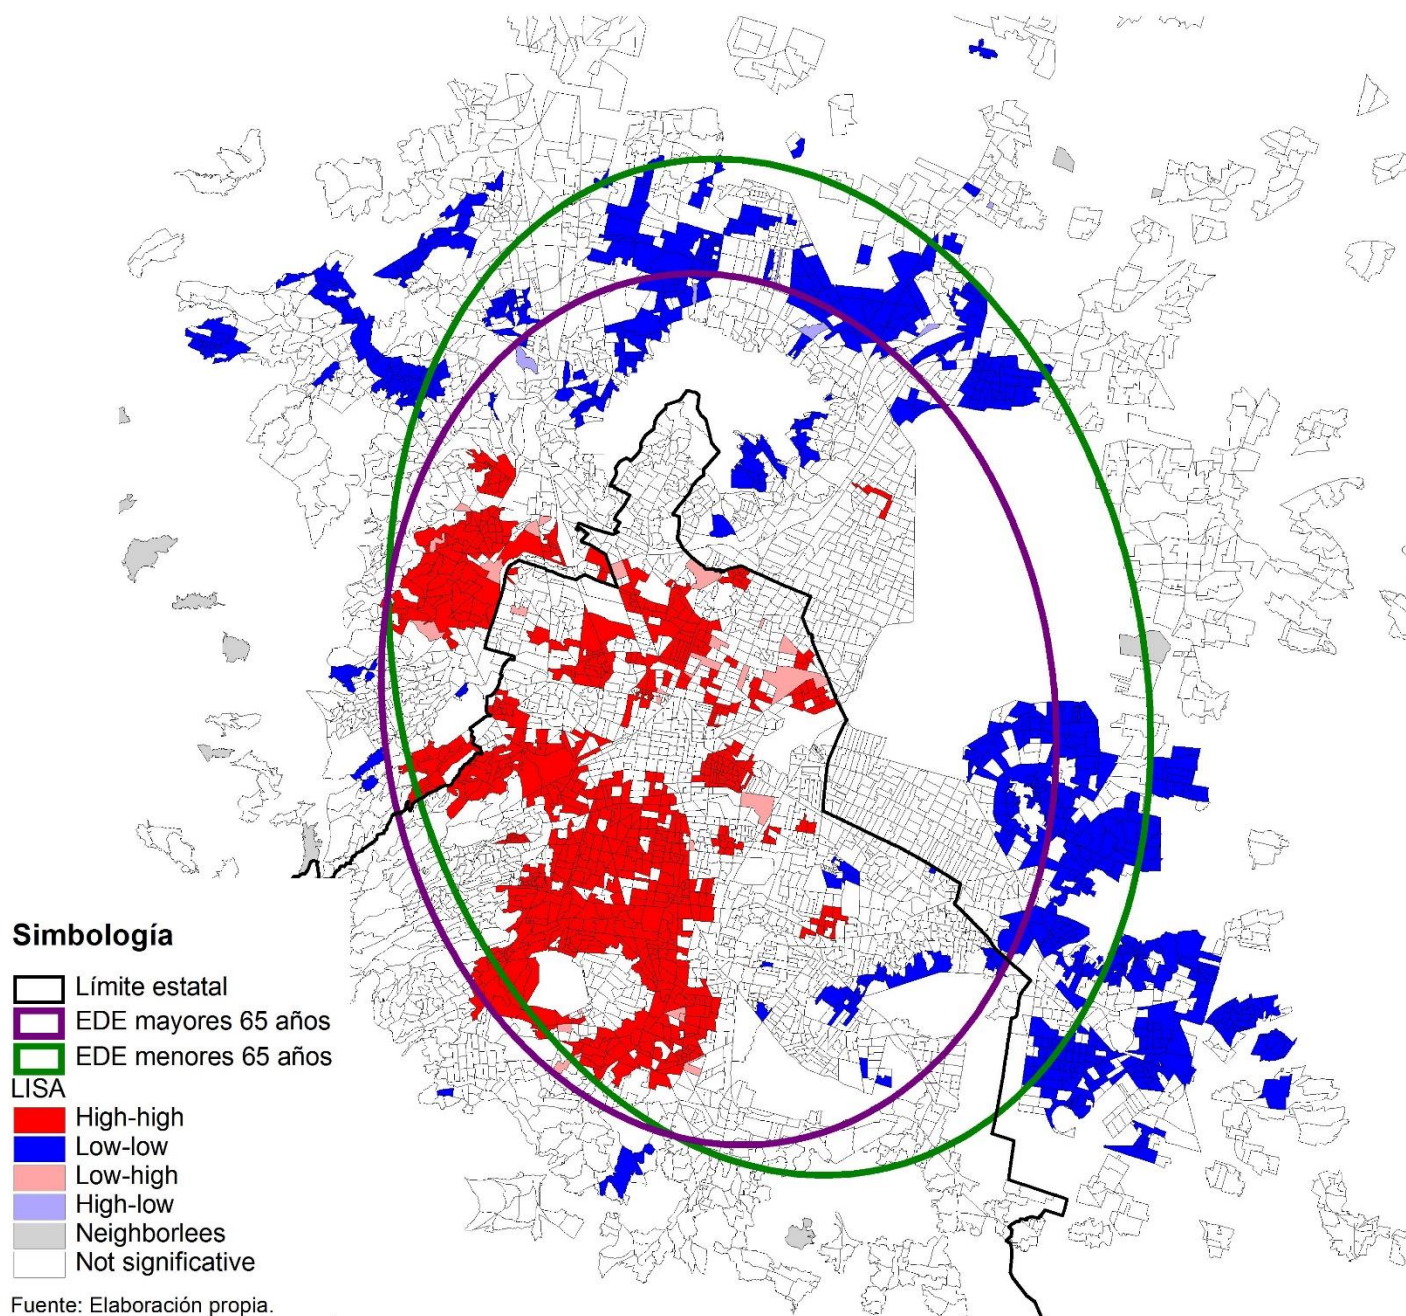 Simbología
Límite estatal
EDE mayores 65 años
EDE menores 65 años
LISA
High-high
Low-low
Low-high
High-low
Neighborlees
Not significative
Fuente: Elaboración propia.